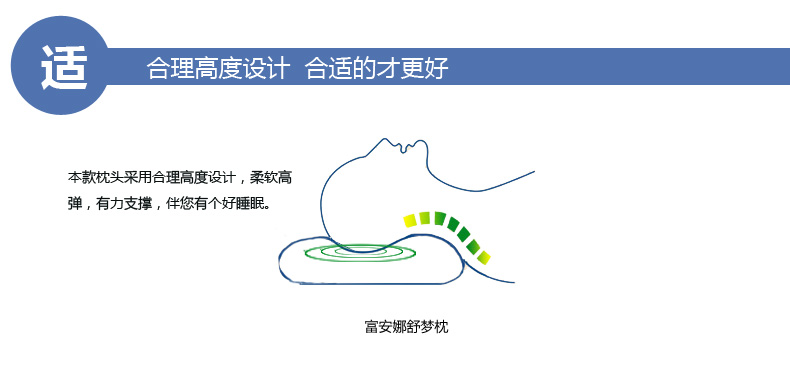 适
合理高度设计 合适的才更好
本款枕头采用合理高度设计，柔软高
弹，有力支撑，伴您有个好睡眠。
富安娜舒梦枕